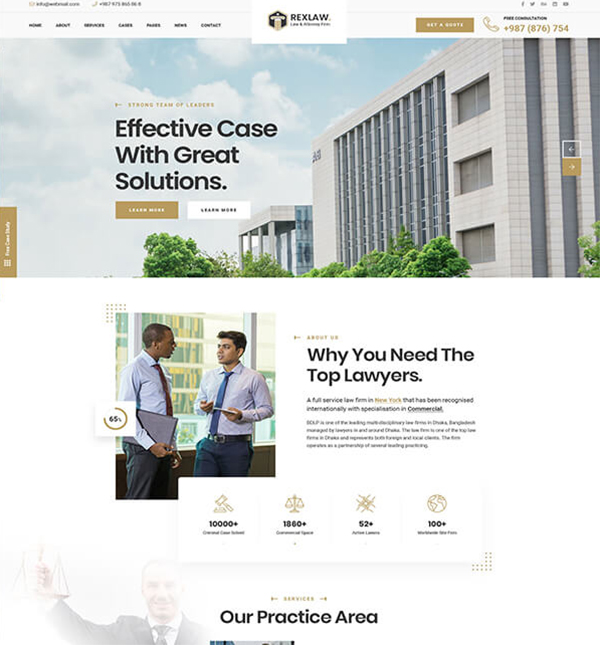 info@webmail.com
+987 975 865 86 8
HOME
ABOUT
SERVICES
CASES
PAGES
NEWS
CONTACT
REXLAW.
Law & Attorney Firm
GET A QUOTE
FREE CONSULTATION
+987 (876) 754
STRONG TEAM OF LEADERS
Effective Case
With Great
Solutions.
LEARN MORE
LEARN MORE
Free Case Study
65%
ABOUT US
Why You Need The
Top Lawyers.
A full service law firm in New York that has been recognised
internationally with specialisation in Commercial.
is one of the leading multidisciplinary law firms in Dhaka, Bangladesh
managed by lawyers in and around Dhaka. The law firm is one of the top law
firms in Dhaka and represents both foreign and local clients. The firm
operates as a partnership of several leading practicing.
10000+
Criminal Case Solved
1860+
Commercial Space
52+
Active Lawers
100+
Worldwide Site Firm
SERVICES
Our Practice Area